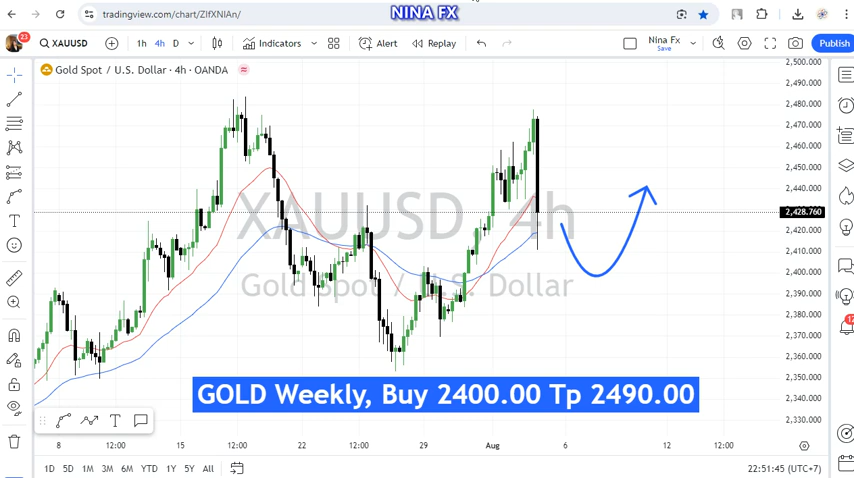 NINA FX
tradingview.com/chart/ZIfXNIAn/
23
XAUUSD
1h 4h D
Indicators
Alert
Replay
Nina Fx
Save
Publish
Gold Spot / U.S. Dollar · 4h · OANDA
XAUUSD, 4h
Gold Spot / U.S. Dollar
2,500.000
2,490.000
2,480.000
2,470.000
2,460.000
2,450.000
2,440.000
2,428.760
2,420.000
2,410.000
2,400.000
2,390.000
2,380.000
2,370.000
2,360.000
2,350.000
2,340.000
2,330.000
GOLD Weekly, Buy 2400.00 Tp 2490.00
8 12:00 15 12:00 22 12:00 29 Aug 6 12 12:00
1D 5D 1M 3M 6M YTD 1Y 5Y All
22:51:45 (UTC+7)